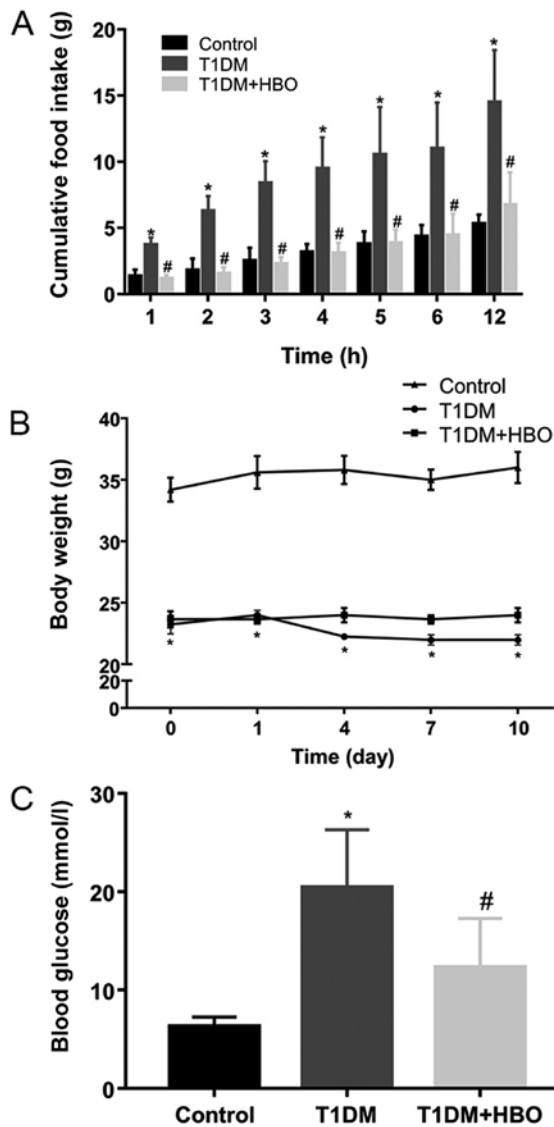 A
Cumulative food intake (g)
20
15
10
5
0
Control
T1DM
T1DM+HBO
* * * * * * *
# # # # # # #
1 2 3 4 5 6 12
Time (h)
B
Body weight (g)
40
35
30
25
20
20
0
Control
T1DM
T1DM+HBO
* * * * *
0 1 4 7 10
Time (day)
C
Blood glucose (mmol/l)
30
20
10
0
*
#
Control T1DM T1DM+HBO